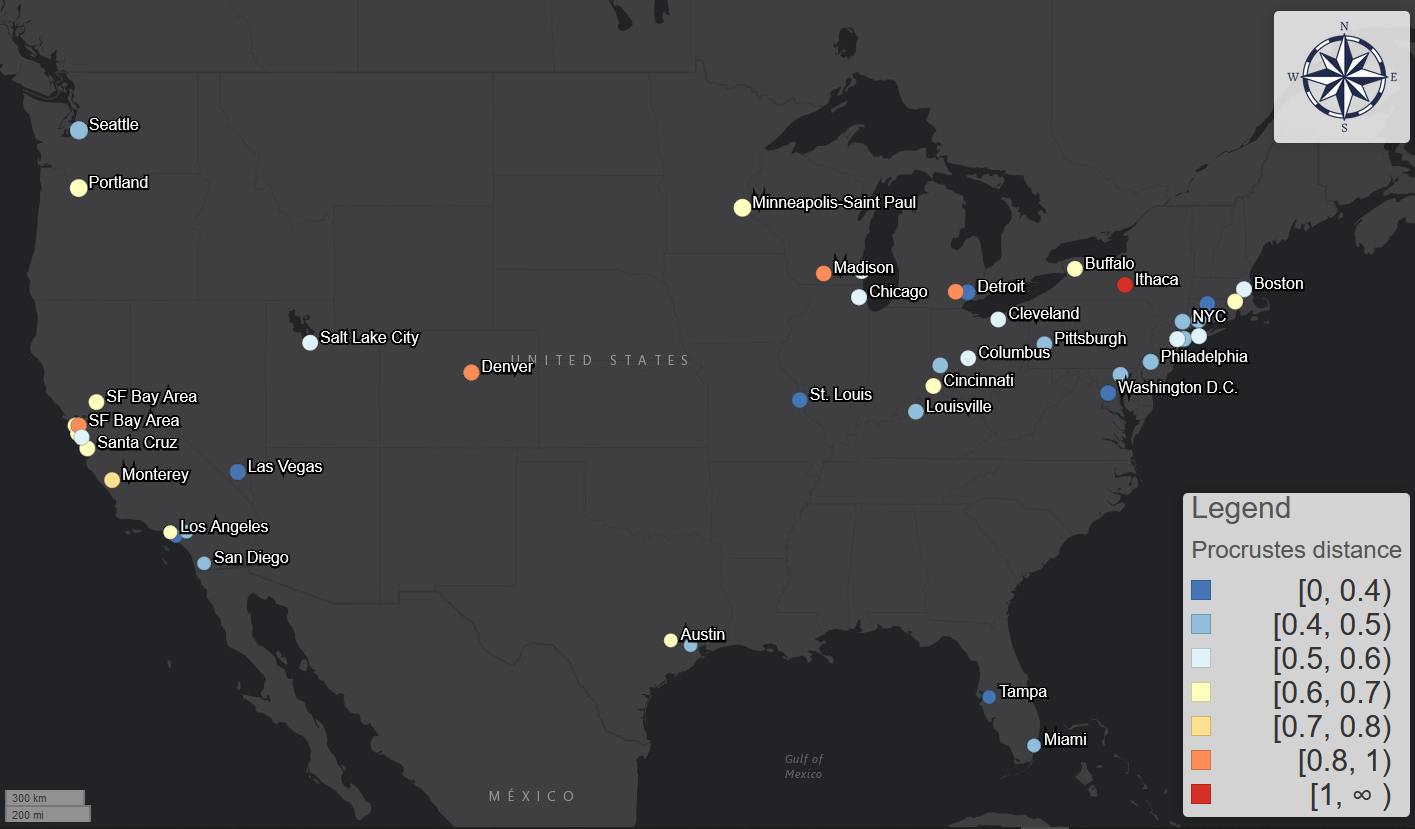 N
W E
S
Seattle
Portland
Minneapolis-Saint Paul
Madison
Chicago
Detroit
Buffalo
Ithaca
Boston
Cleveland
NYC
Salt Lake City
Denver
UNITED STATES
Columbus
Pittsburgh
Philadelphia
Cincinnati
Washington D.C.
St. Louis
Louisville
SF Bay Area
SF Bay Area
Santa Cruz
Monterey
Las Vegas
Los Angeles
San Diego
Austin
Tampa
Miami
Gulf of
Mexico
MÉXICO
300 km
200 mi
Legend
Procrustes distance
[0, 0.4)
[0.4, 0.5)
[0.5, 0.6)
[0.6, 0.7)
[0.7, 0.8)
[0.8, 1)
[1, ∞ )